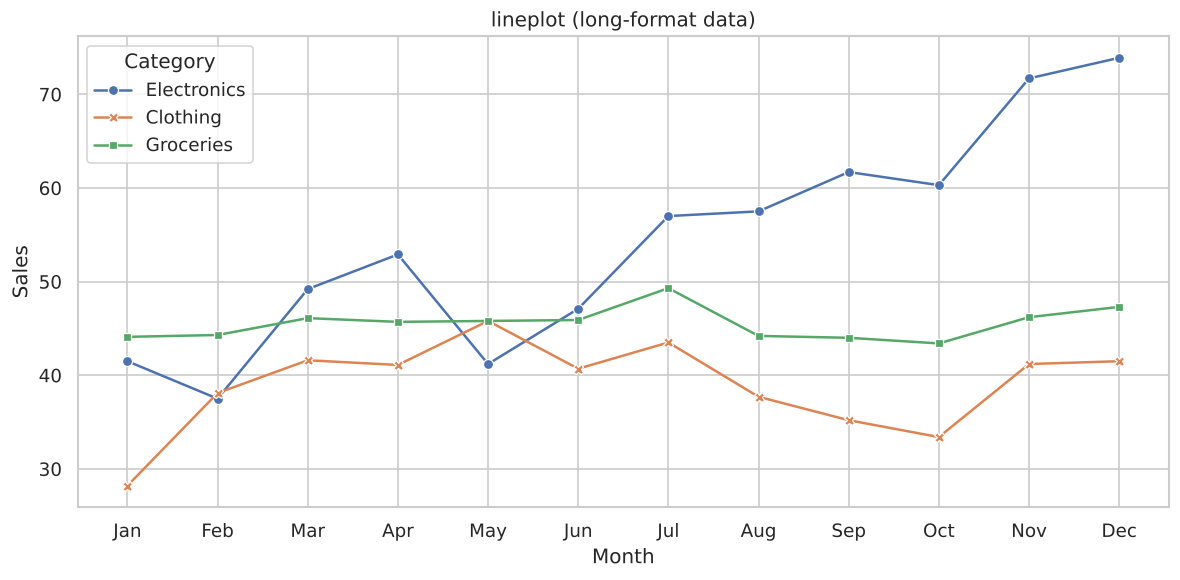 lineplot (long-format data)
Category
Electronics
Clothing
Groceries
Sales
70
60
50
40
30
Jan Feb Mar Apr May Jun Jul Aug Sep Oct Nov Dec
Month